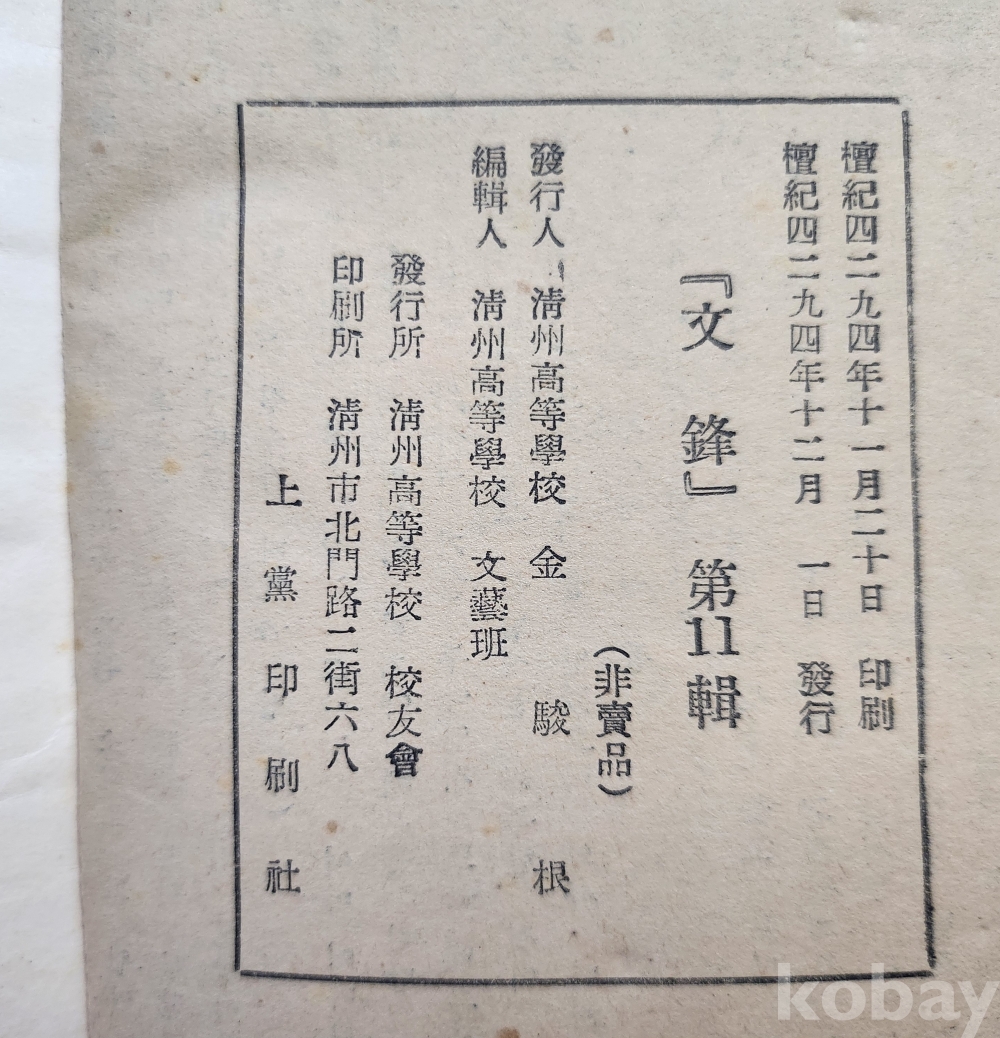 檀紀四二九四年十一月二十日 印刷
檀紀四二九四年十二月 一日 發行
『文鋒』 第11輯
(非賣品)
發行人 淸州高等學校 金駿根
編輯人 淸州高等學校 文藝班
發行所 淸州高等學校 校友會
印刷所 淸州市北門路二街六八
上黨印刷社
kobay